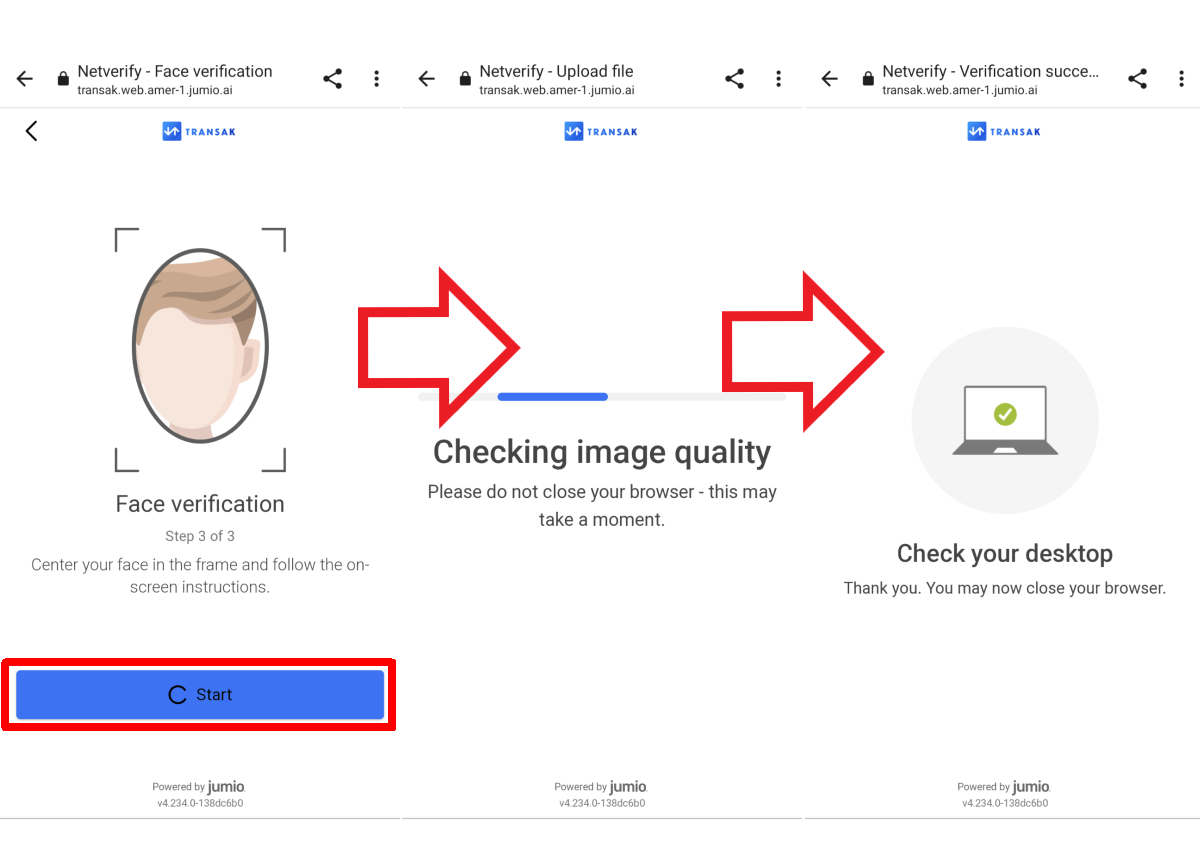 Netverify - Face verification
transak.web.amer-1.jumio.ai
TRANSAK
Face verification
Step 3 of 3
Center your face in the frame and follow the on-
screen instructions.
Start
Powered by jumio.
v4.234.0-138dc6b0
Netverify - Upload file
transak.web.amer-1.jumio.ai
TRANSAK
Checking image quality
Please do not close your browser - this may
take a moment.
Powered by jumio.
v4.234.0-138dc6b0
Netverify - Verification succe...
transak.web.amer-1.jumio.ai
TRANSAK
Check your desktop
Thank you. You may now close your browser.
Powered by jumio.
v4.234.0-138dc6b0